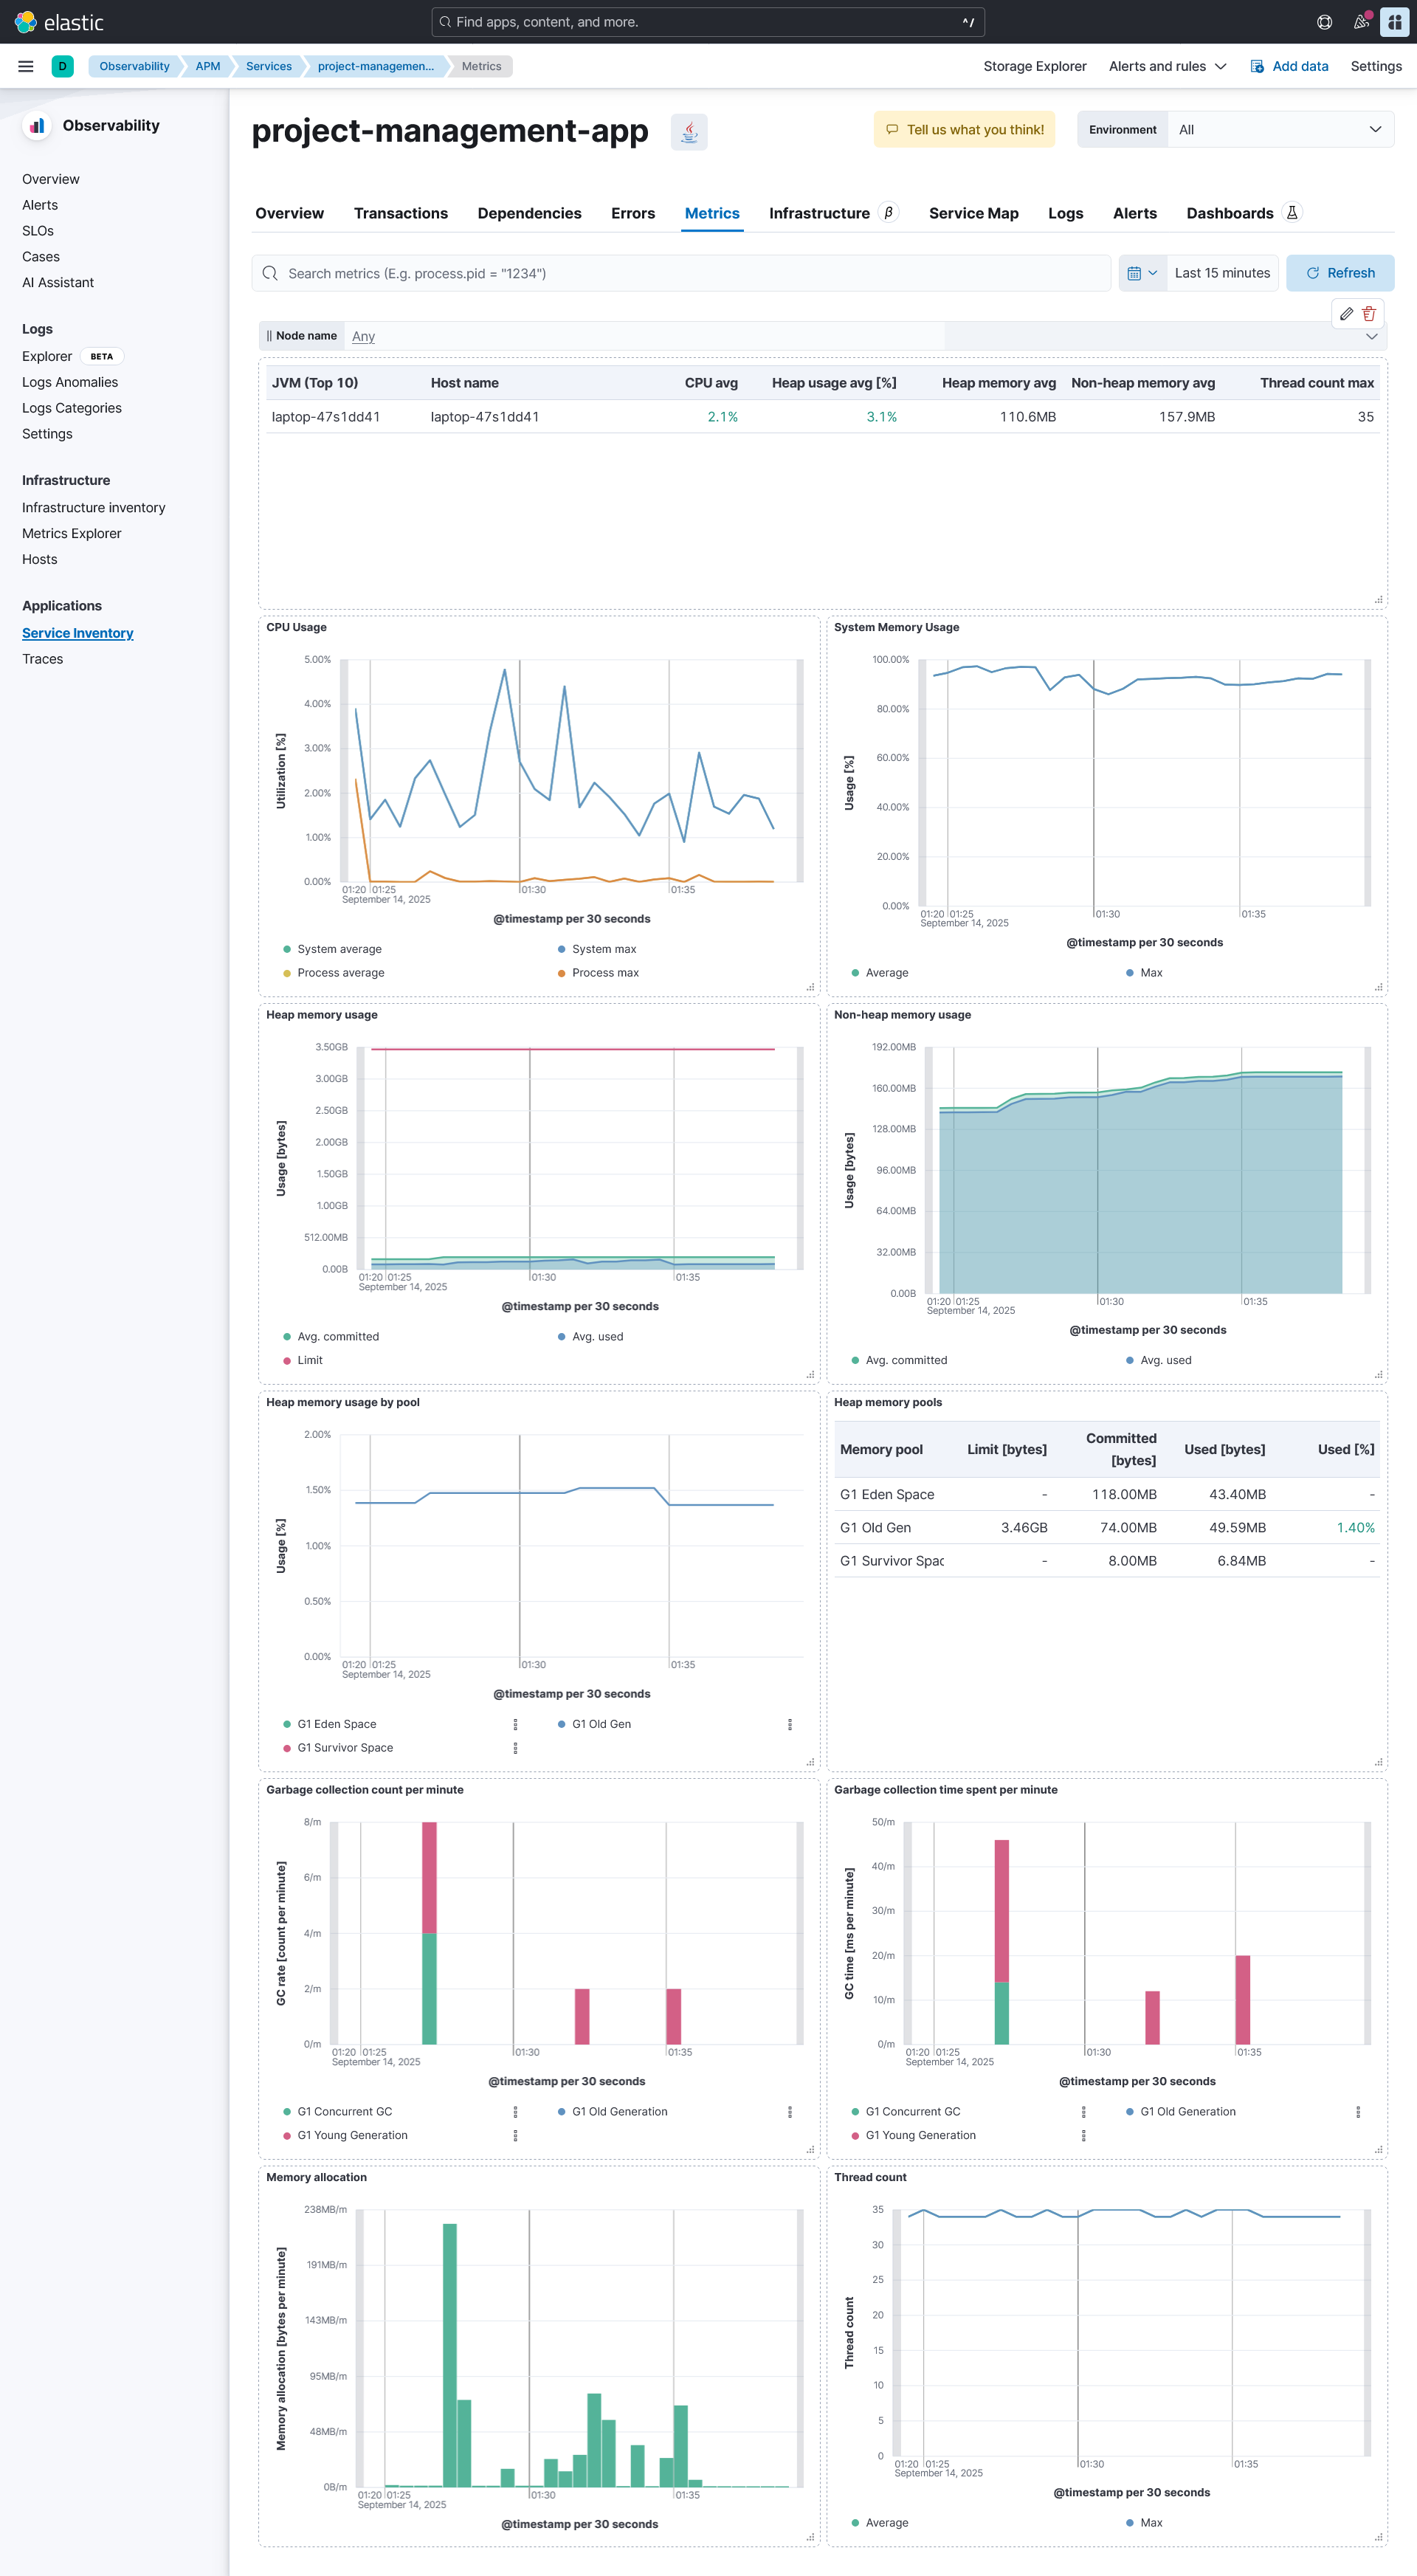 elastic
Find apps, content, and more.
^/
D
Observability
APM
Services
project-managemen...
Metrics
Storage Explorer
Alerts and rules
Add data
Settings
Observability
Overview
Alerts
SLOs
Cases
AI Assistant
Logs
Explorer BETA
Logs Anomalies
Logs Categories
Settings
Infrastructure
Infrastructure inventory
Metrics Explorer
Hosts
Applications
Service Inventory
Traces
project-management-app
Tell us what you think!
Environment All
Overview Transactions Dependencies Errors Metrics Infrastructure β Service Map Logs Alerts Dashboards
Search metrics (E.g. process.pid = "1234")
Last 15 minutes
Refresh
Node name Any
JVM (Top 10) Host name CPU avg Heap usage avg [%] Heap memory avg Non-heap memory avg Thread count max
laptop-47s1dd41 laptop-47s1dd41 2.1% 3.1% 110.6MB 157.9MB 35
CPU Usage
Utilization [%]
5.00%
4.00%
3.00%
2.00%
1.00%
0.00%
01:20 01:25 01:30 01:35
September 14, 2025
@timestamp per 30 seconds
System average System max
Process average Process max
System Memory Usage
Usage [%]
100.00%
80.00%
60.00%
40.00%
20.00%
0.00%
01:20 01:25 01:30 01:35
September 14, 2025
@timestamp per 30 seconds
Average Max
Heap memory usage
Usage [bytes]
3.50GB
3.00GB
2.50GB
2.00GB
1.50GB
1.00GB
512.00MB
0.00B
01:20 01:25 01:30 01:35
September 14, 2025
@timestamp per 30 seconds
Avg. committed Avg. used
Limit
Non-heap memory usage
Usage [bytes]
192.00MB
160.00MB
128.00MB
96.00MB
64.00MB
32.00MB
0.00B
01:20 01:25 01:30 01:35
September 14, 2025
@timestamp per 30 seconds
Avg. committed Avg. used
Heap memory usage by pool
Usage [%]
2.00%
1.50%
1.00%
0.50%
0.00%
01:20 01:25 01:30 01:35
September 14, 2025
@timestamp per 30 seconds
G1 Eden Space G1 Old Gen
G1 Survivor Space
Heap memory pools
Memory pool Limit [bytes] Committed [bytes] Used [bytes] Used [%]
G1 Eden Space - 118.00MB 43.40MB -
G1 Old Gen 3.46GB 74.00MB 49.59MB 1.40%
G1 Survivor Spac - 8.00MB 6.84MB -
Garbage collection count per minute
GC rate [count per minute]
8/m
6/m
4/m
2/m
0/m
01:20 01:25 01:30 01:35
September 14, 2025
@timestamp per 30 seconds
G1 Concurrent GC G1 Old Generation
G1 Young Generation
Garbage collection time spent per minute
GC time [ms per minute]
50/m
40/m
30/m
20/m
10/m
0/m
01:20 01:25 01:30 01:35
September 14, 2025
@timestamp per 30 seconds
G1 Concurrent GC G1 Old Generation
G1 Young Generation
Memory allocation
Memory allocation [bytes per minute]
238MB/m
191MB/m
143MB/m
95MB/m
48MB/m
0B/m
01:20 01:25 01:30 01:35
September 14, 2025
@timestamp per 30 seconds
Thread count
Thread count
35
30
25
20
15
10
5
0
01:20 01:25 01:30 01:35
September 14, 2025
@timestamp per 30 seconds
Average Max